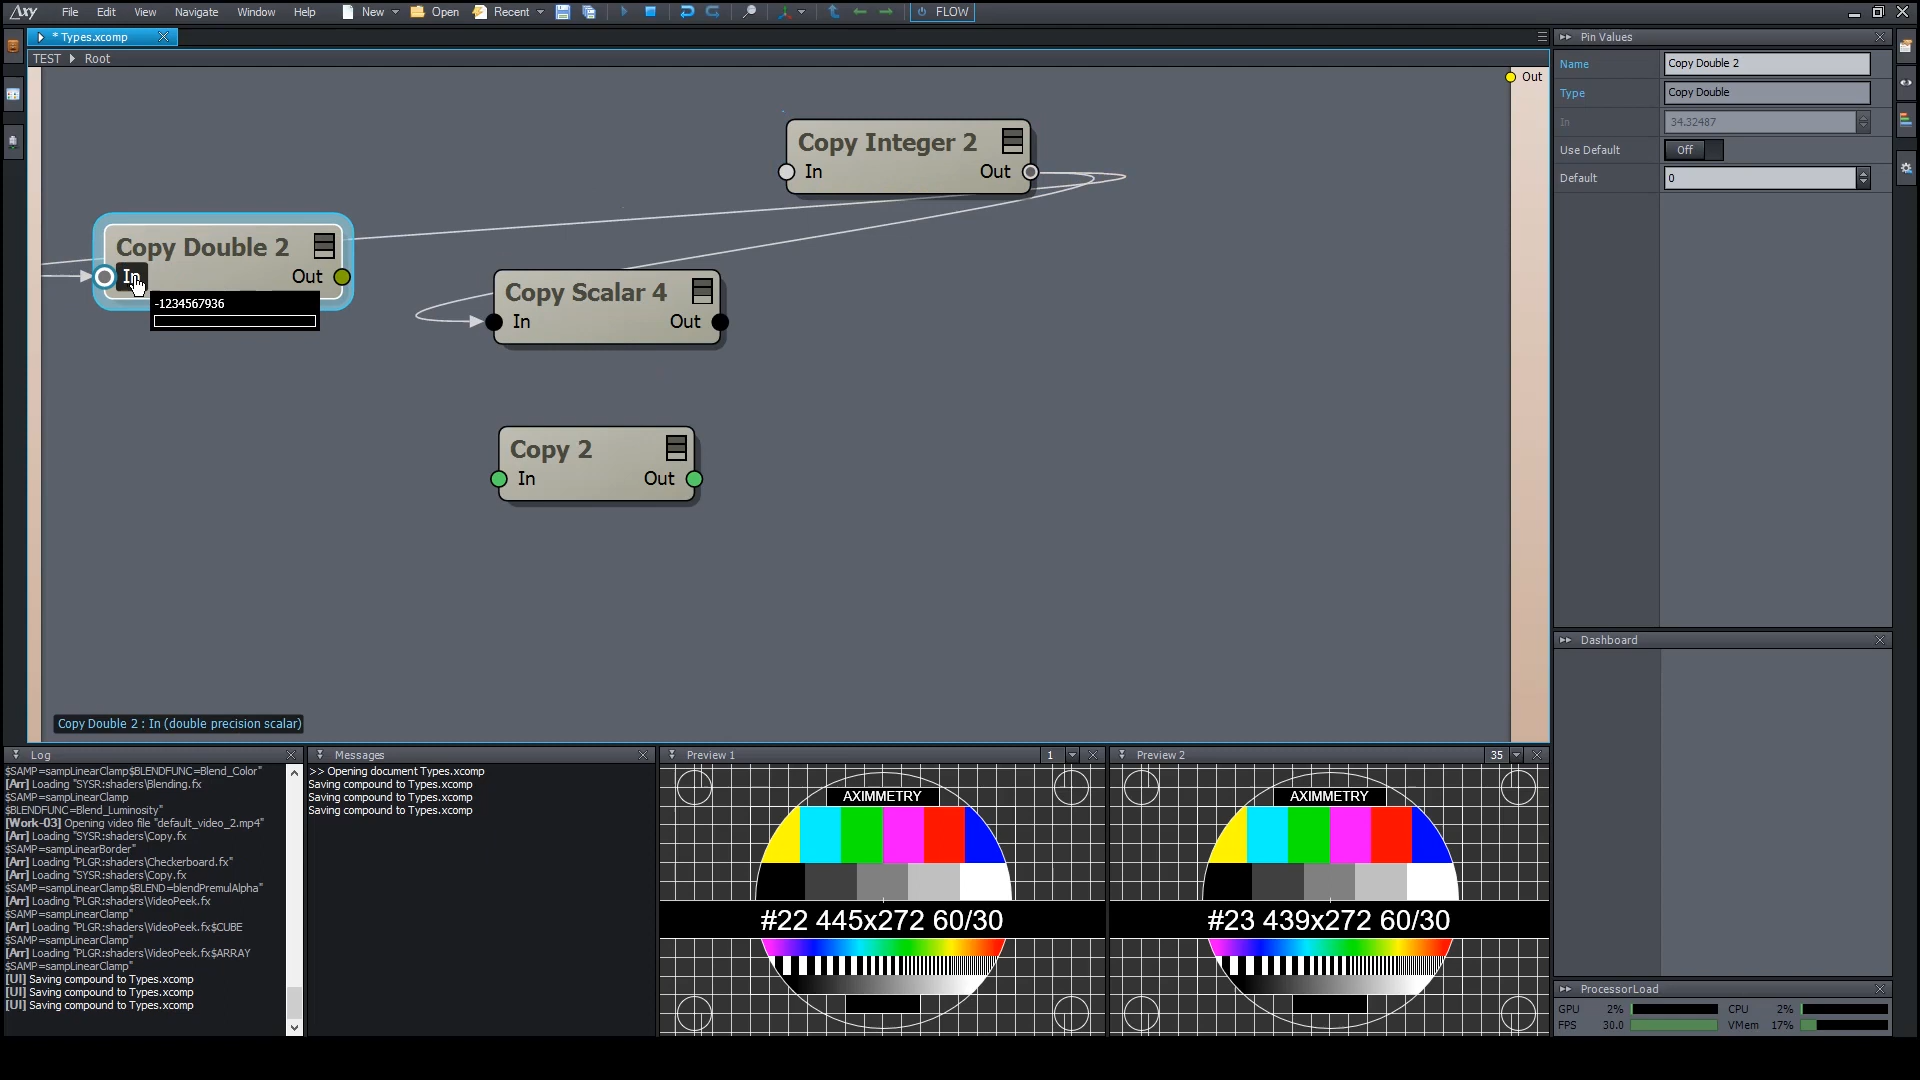 Axy File Edit View Navigate Window Help New Open Recent FLOW
* Types.xcomp
TEST Root
Out
Copy Integer 2
In Out
Copy Double 2
In Out
-1234567936
Copy Scalar 4
In Out
Copy 2
In Out
Copy Double 2 : In (double precision scalar)
Pin Values
Name Copy Double 2
Type Copy Double
In 34.32487
Use Default Off
Default 0
Dashboard
Log
$SAMP=sampLinearClamp$BLENDFUNC=Blend_Color"
[Arr] Loading "SYSR:shaders\Blending.fx
$SAMP=sampLinearClamp
$BLENDFUNC=Blend_Luminosity"
[Work-03] Opening video file "default_video_2.mp4"
[Arr] Loading "SYSR:shaders\Copy.fx
$SAMP=sampLinearBorder"
[Arr] Loading "PLGR:shaders\Checkerboard.fx"
[Arr] Loading "SYSR:shaders\Copy.fx
$SAMP=sampLinearClamp$BLEND=blendPremulAlpha"
[Arr] Loading "PLGR:shaders\VideoPeek.fx
$SAMP=sampLinearClamp"
[Arr] Loading "PLGR:shaders\VideoPeek.fx$CUBE
$SAMP=sampLinearClamp"
[Arr] Loading "PLGR:shaders\VideoPeek.fx$ARRAY
$SAMP=sampLinearClamp"
[UI] Saving compound to Types.xcomp
[UI] Saving compound to Types.xcomp
[UI] Saving compound to Types.xcomp
Messages
>> Opening document Types.xcomp
Saving compound to Types.xcomp
Saving compound to Types.xcomp
Saving compound to Types.xcomp
Preview 1 1
AXIMMETRY
#22 445x272 60/30
Preview 2 35
AXIMMETRY
#23 439x272 60/30
ProcessorLoad
GPU 2% CPU 2%
FPS 30.0 VMem 17%